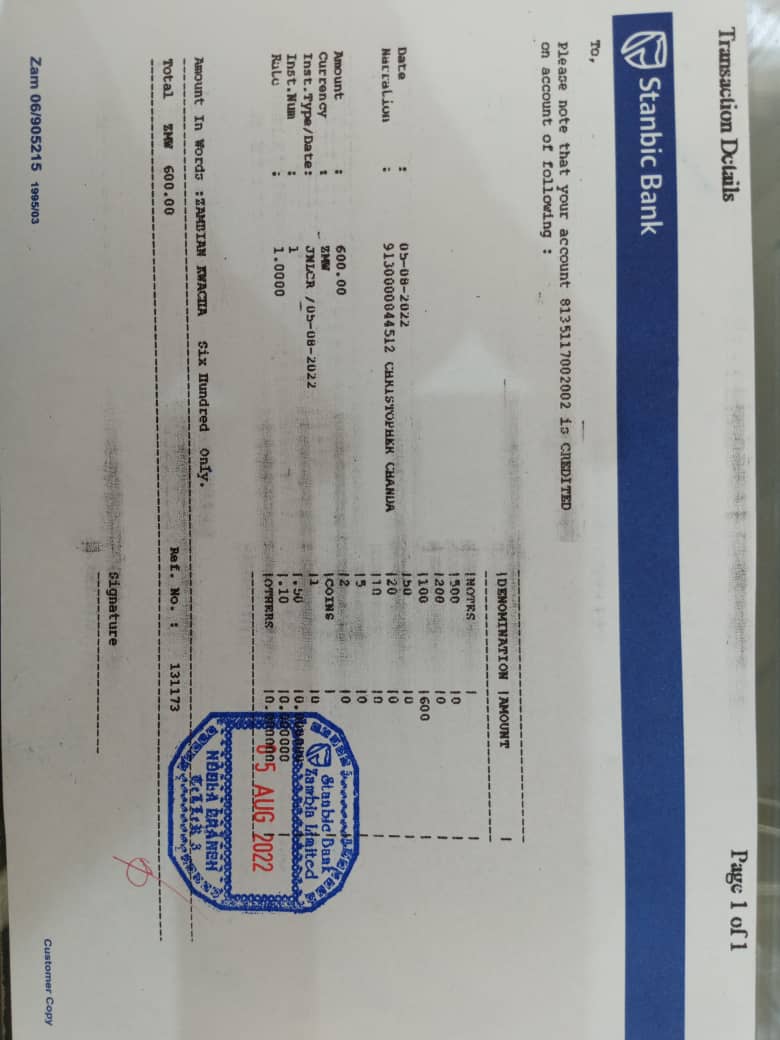 Transaction Details
Page 1 of 1
Stanbic Bank
To,
Please note that your account 8135117002002 is CREDITED
on account of following :
Date : 05-08-2022
Narration : 9130000844512 CHRISTOPHER CHANDA
Amount : 600.00
Currency : ZMW
Inst.Type/Date: JNLCR /05-08-2022
Inst.Num : 1
Rate : 1.0000
|DENOMINATION |AMOUNT |
|NOTES | |
|500 |0 |
|200 |0 |
|100 |600 |
|50 |0 |
|20 |0 |
|10 |0 |
|5 |0 |
|2 |0
|COINS |
|1 |0
|.50 |0.
|.10 |0.
|OTHERS |0.
Amount In Words :ZAMBIAN KWACHA Six Hundred Only.
Total ZMW 600.00 Ref. No. : 131173
Signature
Stanbic Bank
Zambia Limited
05 AUG 2022
NDOLA BRANCH
TELLER 3
Zam 06/905215 1995/03
Customer Copy